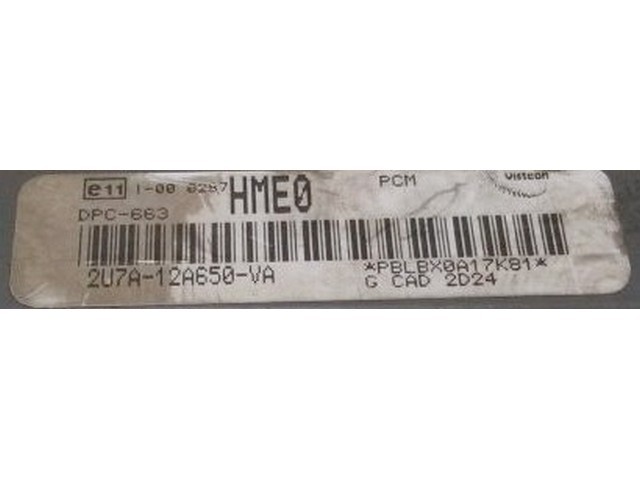 e11 1-00 0287 HME0 PCM Visteon
DPC-663
2U7A-12A650-VA *PBLBX0A17K81*
G CAD 2D24